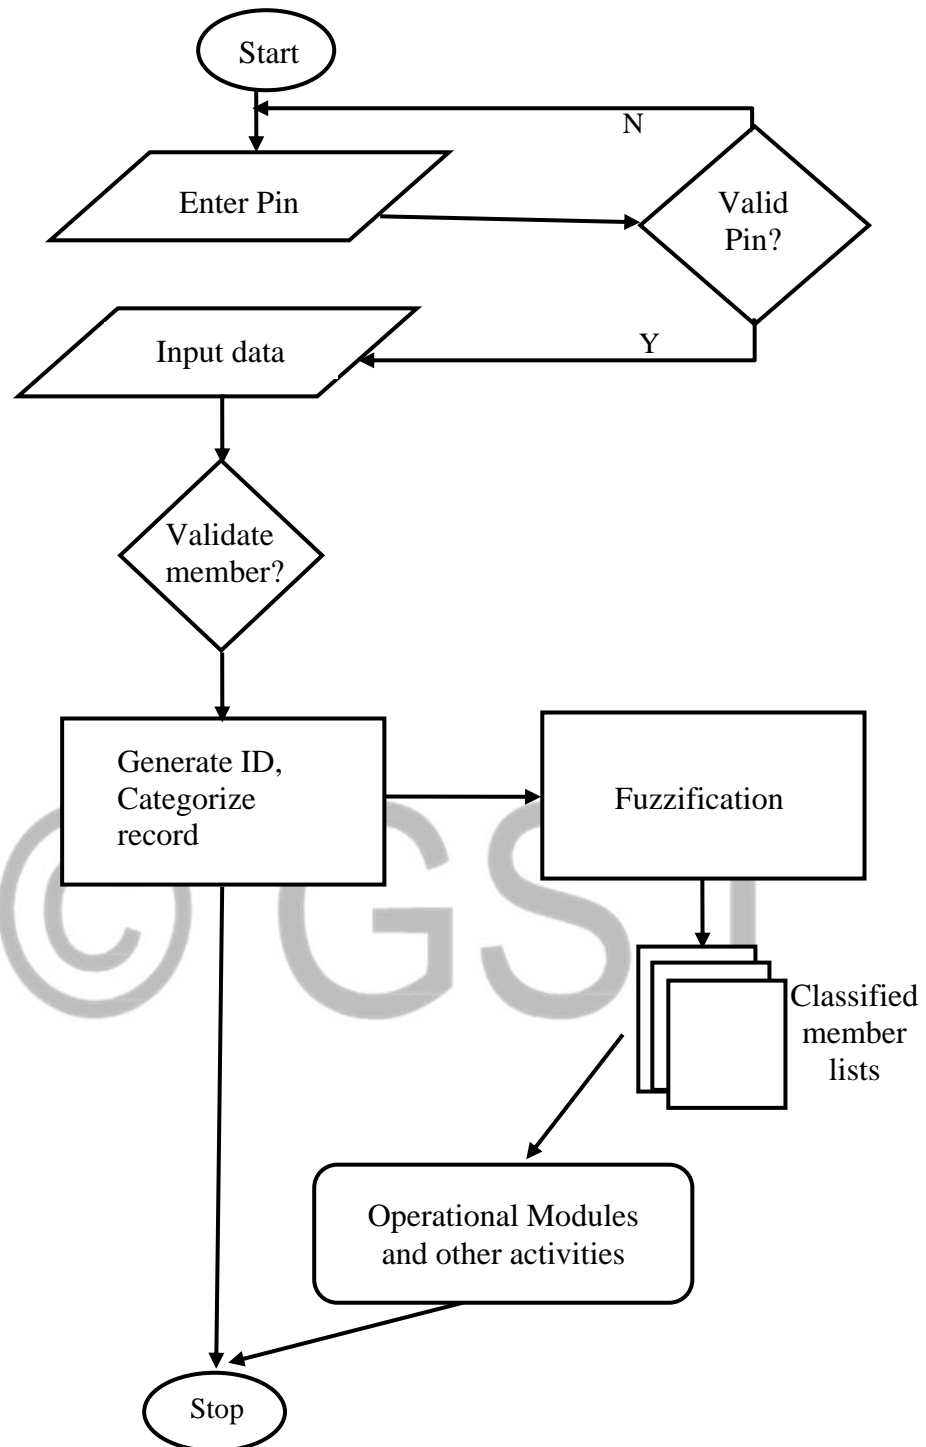 Start
N
Enter Pin
Valid
Pin?
Input data
Y
Validate
member?
Generate ID,
Categorize
record
Fuzzification
© GSJ
Classified
member
lists
Operational Modules
and other activities
Stop